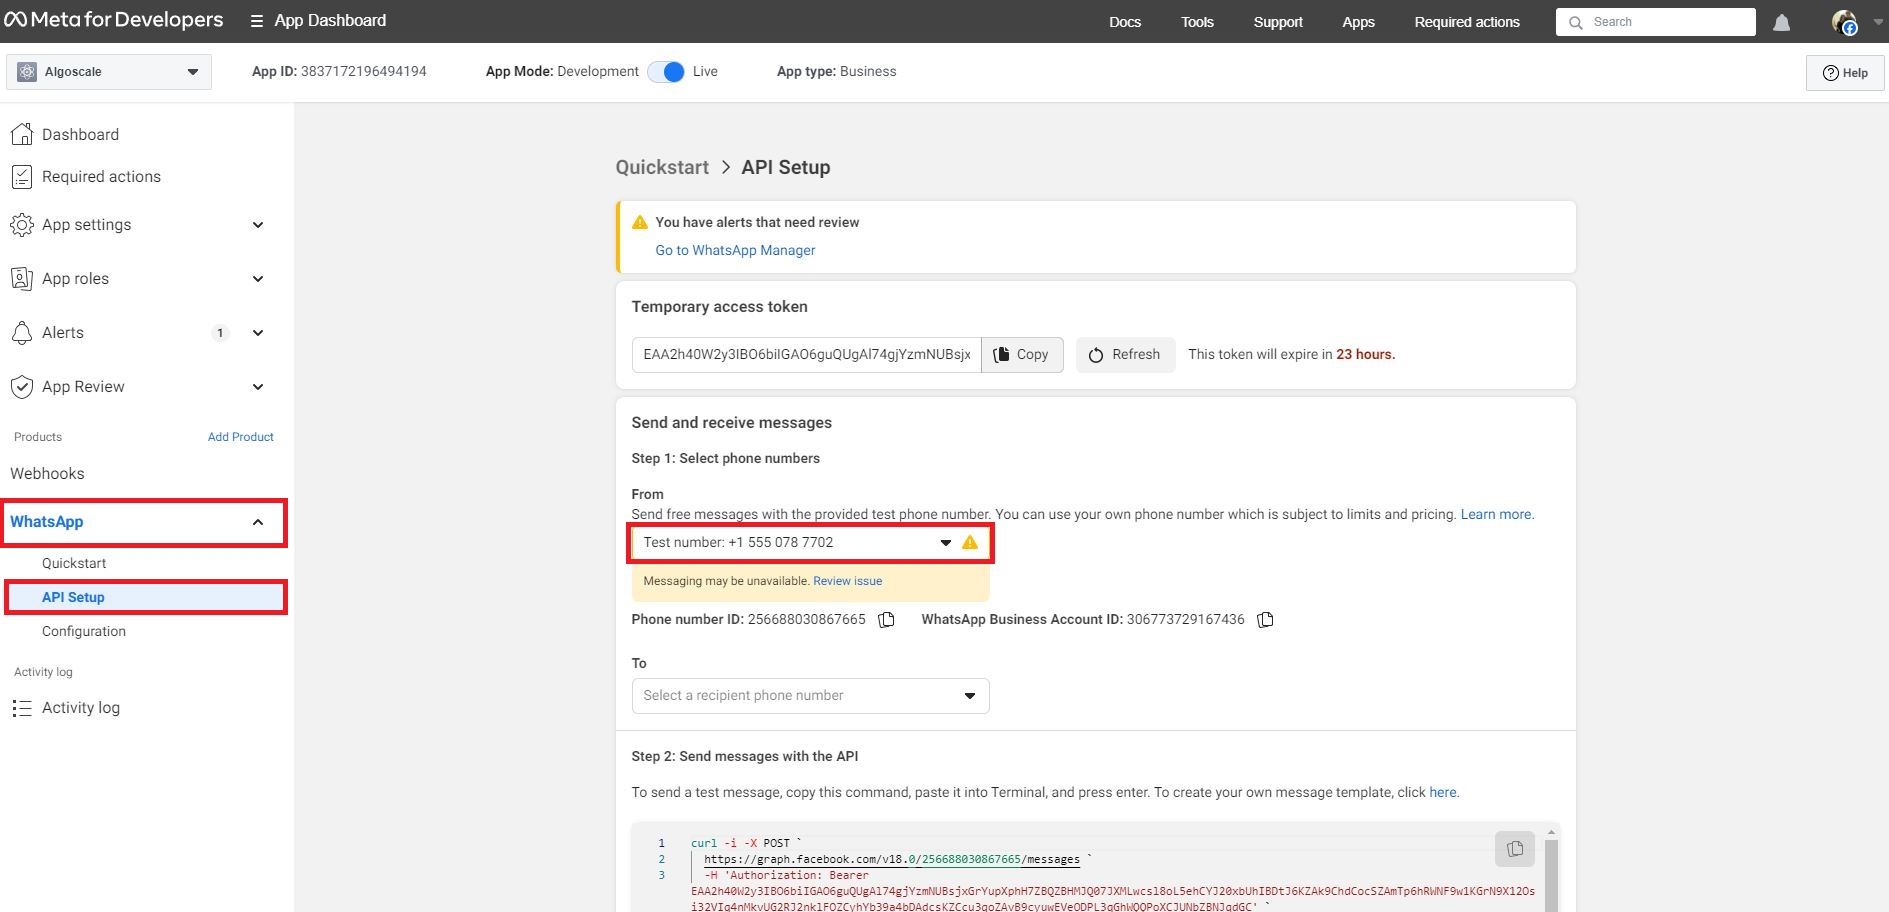 Meta for Developers
App Dashboard
Docs
Tools
Support
Apps
Required actions
Search
Algoscale
App ID: 3837172196494194
App Mode: Development
Live
App type: Business
Help
Dashboard
Required actions
App settings
App roles
Alerts
1
App Review
Products
Add Product
Webhooks
WhatsApp
Quickstart
API Setup
Configuration
Activity log
Activity log
Quickstart > API Setup
You have alerts that need review
Go to WhatsApp Manager
Temporary access token
EAA2h40W2y3IBO6biIGAO6guQUgAl74gjYzmNUBsjx
Copy
Refresh
This token will expire in 23 hours.
Send and receive messages
Step 1: Select phone numbers
From
Send free messages with the provided test phone number. You can use your own phone number which is subject to limits and pricing. Learn more.
Test number: +1 555 078 7702
Messaging may be unavailable. Review issue
Phone number ID: 256688030867665
WhatsApp Business Account ID: 306773729167436
To
Select a recipient phone number
Step 2: Send messages with the API
To send a test message, copy this command, paste it into Terminal, and press enter. To create your own message template, click here.
1 curl -i -X POST `
2 https://graph.facebook.com/v18.0/256688030867665/messages `
3 -H 'Authorization: Bearer